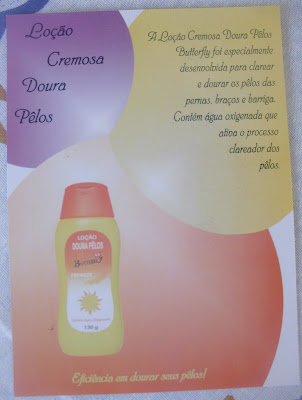 Loção
Cremosa
Doura
Pêlos
A Loção Cremosa Doura Pêlos
Butterfly foi especialmente
desenvolvida para clarear
e dourar os pêlos das
pernas, braços e barriga.
Contém água oxigenada que
ativa o processo
clareador dos
pêlos.
LOÇÃO
DOURA PÊLOS
Butterfly
130 g
Eficiência em dourar seus pêlos!